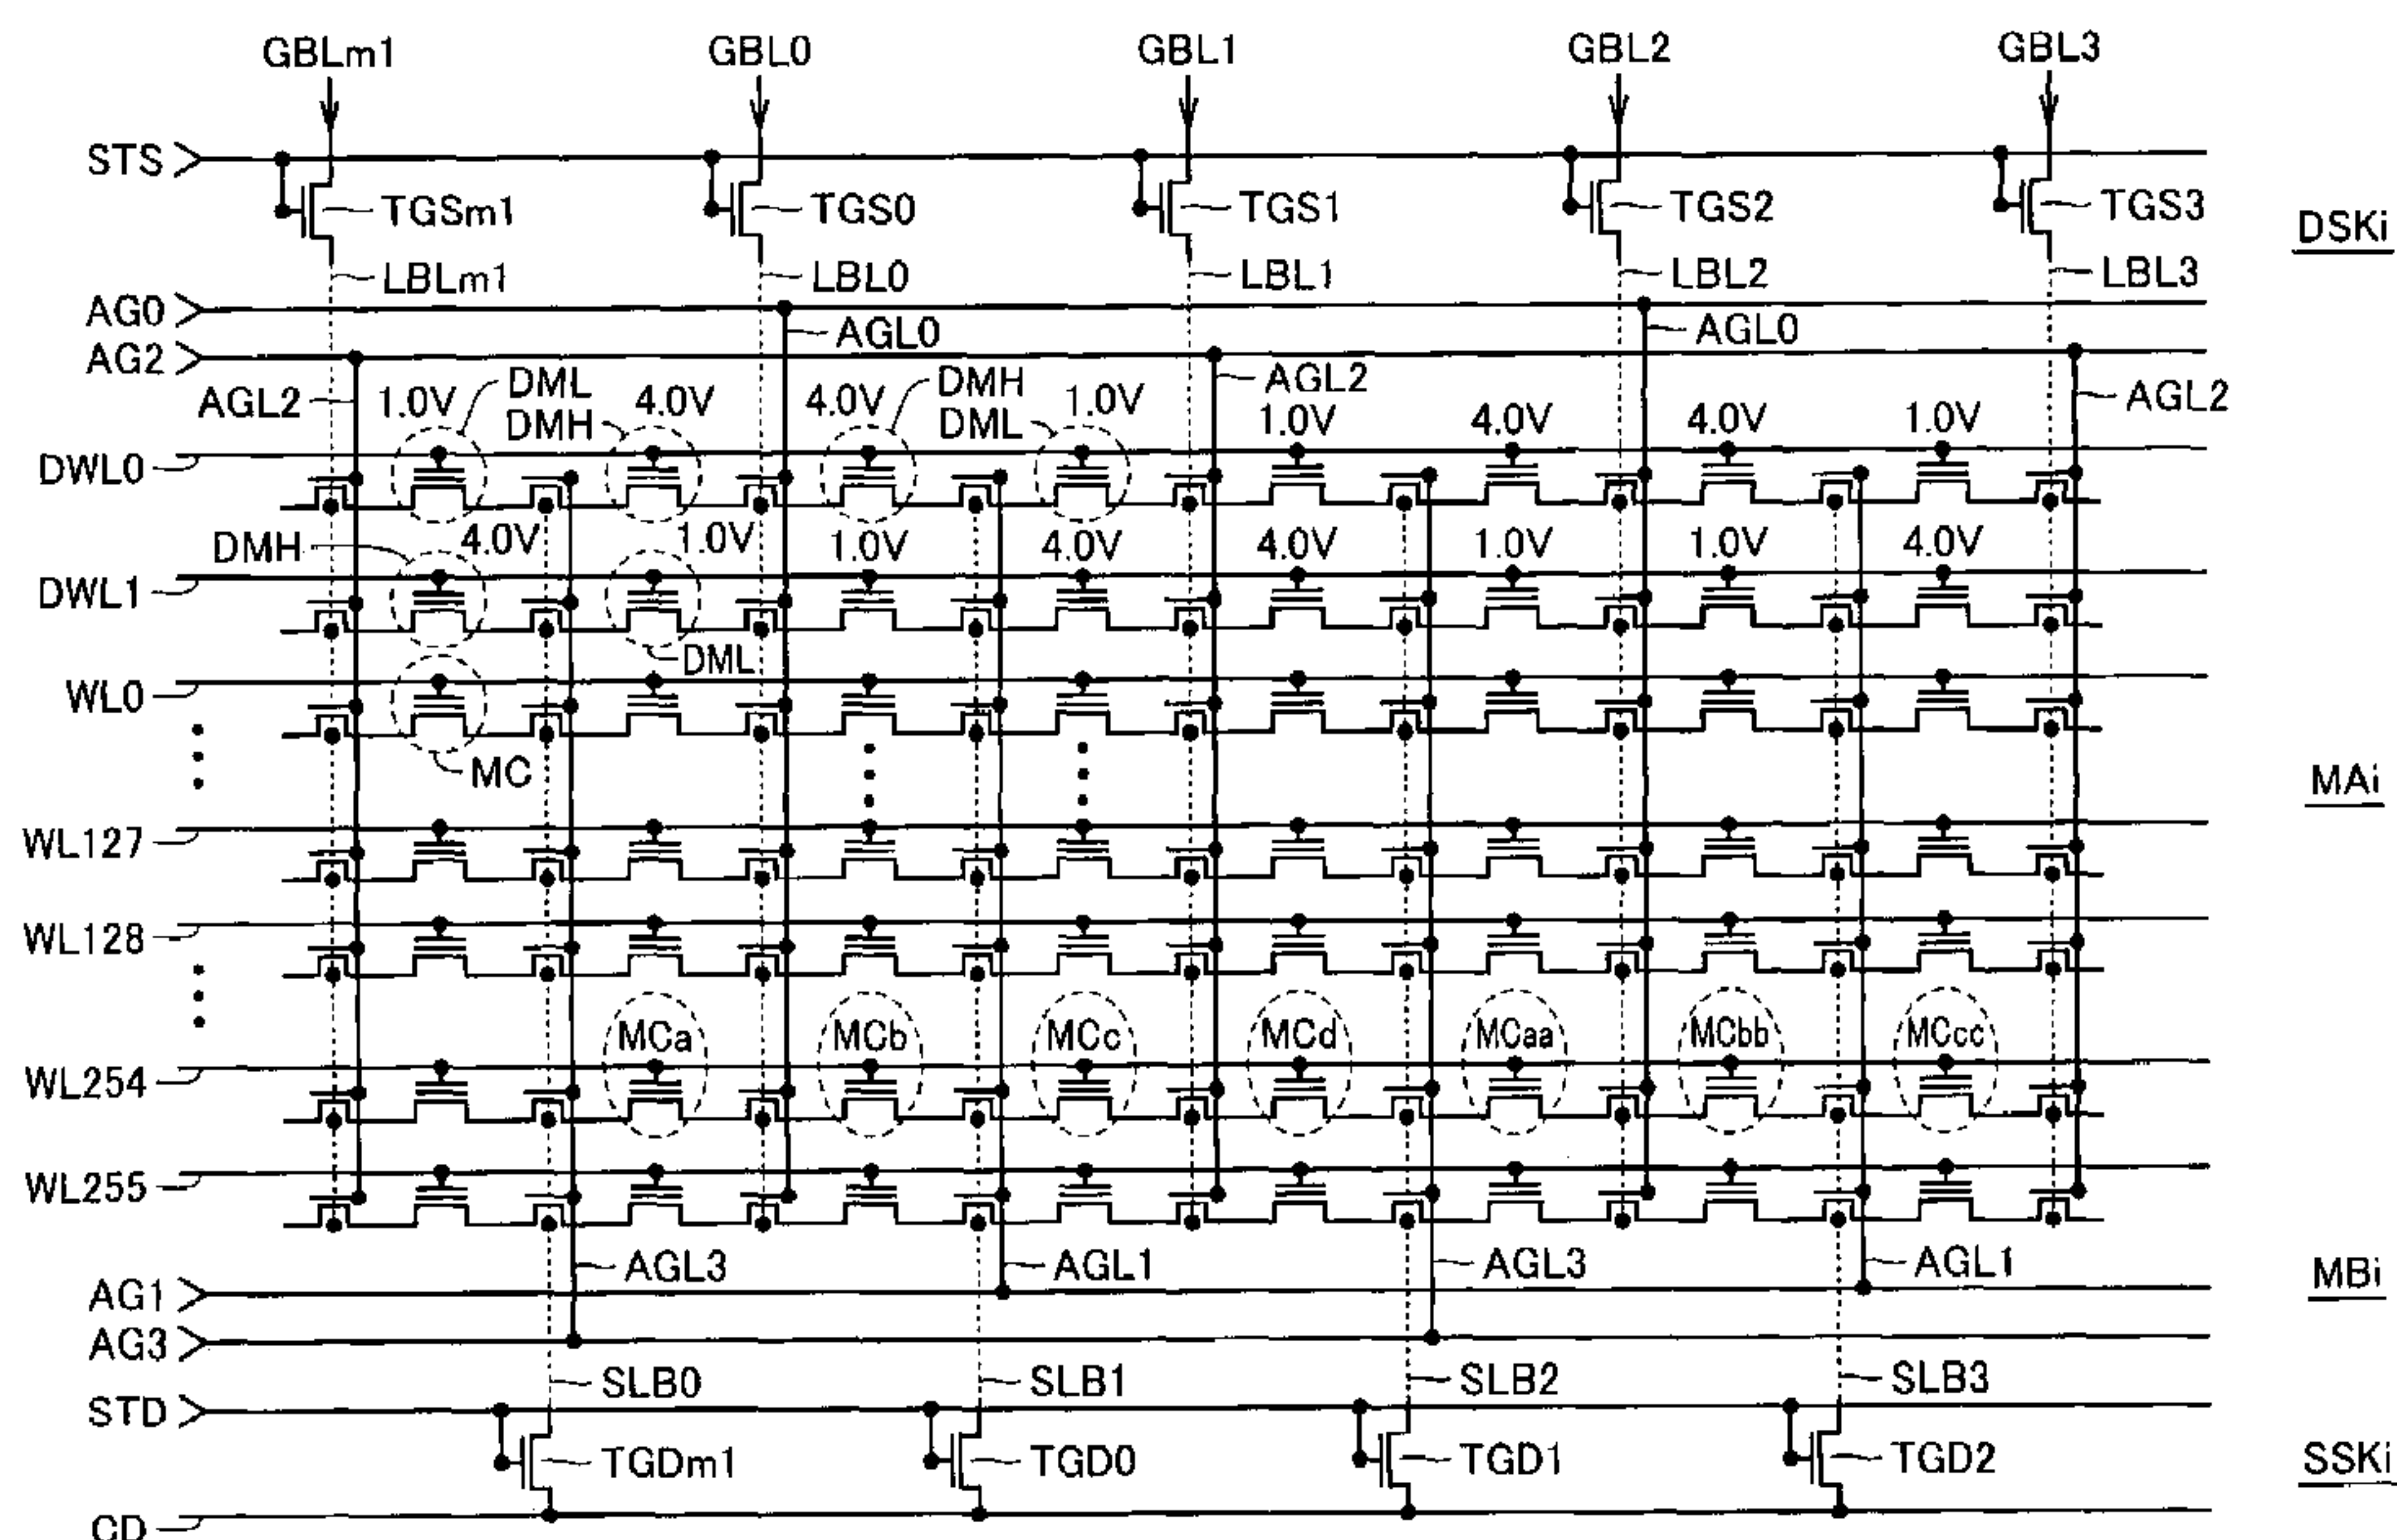 GBLm1 GBL0 GBL1 GBL2 GBL3
STS
TGSm1 TGS0 TGS1 TGS2 TGS3
DSKi
LBLm1 LBL0 LBL1 LBL2 LBL3
AG0
AGL0 AGL0
AG2
AGL2 1.0V DML 4.0V 4.0V DMH 1.0V AGL2 AGL2
DMH DML 1.0V 4.0V 4.0V 1.0V
DWL0
DMH 4.0V 1.0V 1.0V 4.0V 4.0V 1.0V 1.0V 4.0V
DWL1
DML
WL0
MC
MAi
WL127
WL128
MCa MCb MCc MCd MCaa MCbb MCcc
WL254
WL255
AGL3 AGL1 AGL3 AGL1
MBi
AG1
AG3
SLB0 SLB1 SLB2 SLB3
STD
TGDm1 TGD0 TGD1 TGD2
SSKi
CD